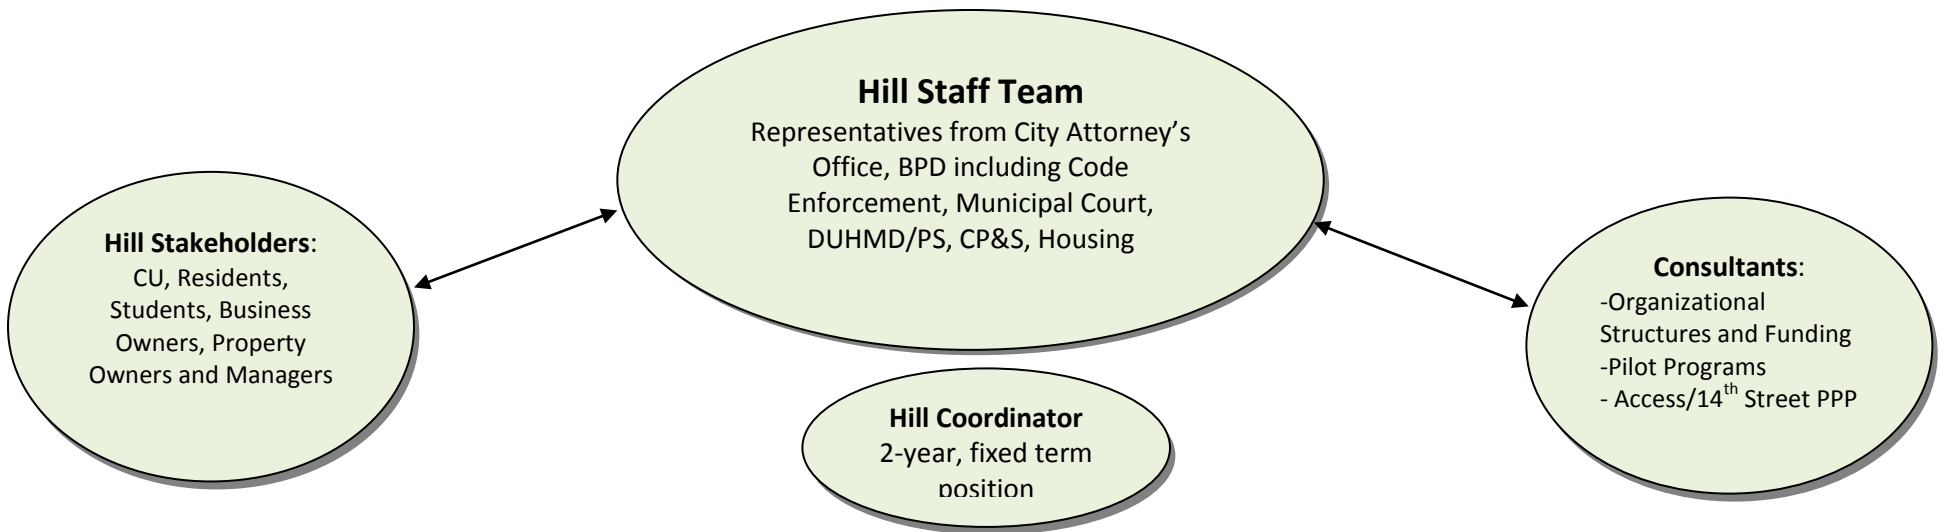 Hill Staff Team
Representatives from City Attorney’s
Office, BPD including Code
Enforcement, Municipal Court,
DUHMD/PS, CP&S, Housing
Hill Stakeholders:
CU, Residents,
Students, Business
Owners, Property
Owners and Managers
Consultants:
-Organizational
Structures and Funding
-Pilot Programs
- Access/14th Street PPP
Hill Coordinator
2-year, fixed term
position